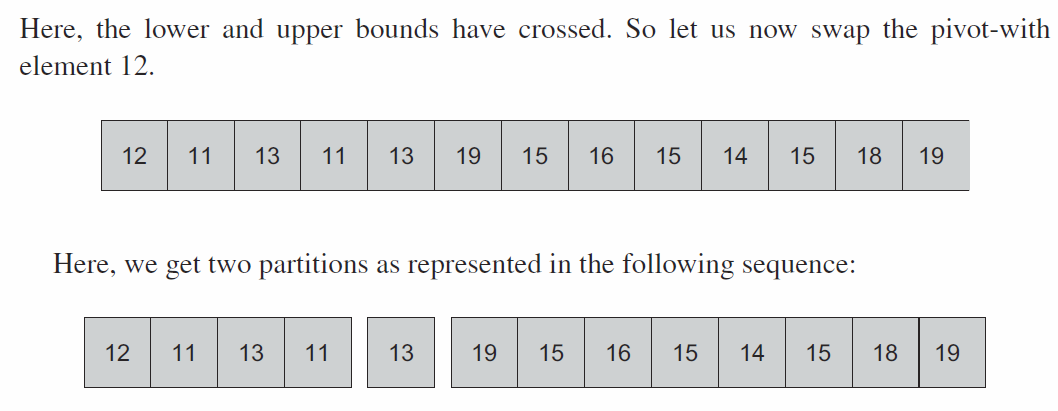 Here, the lower and upper bounds have crossed. So let us now swap the pivot-with
element 12.
12 11 13 11 13 19 15 16 15 14 15 18 19
Here, we get two partitions as represented in the following sequence:
12 11 13 11 13 19 15 16 15 14 15 18 19